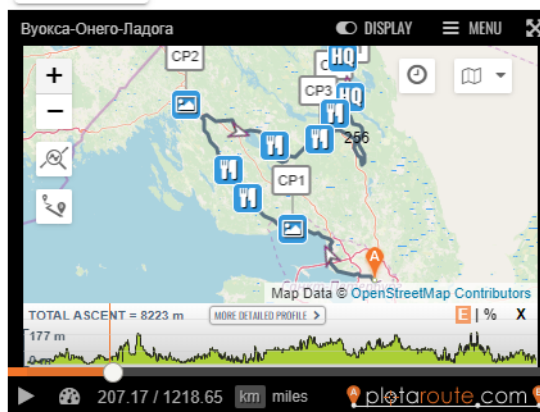 Вуокса-Онего-Ладога DISPLAY MENU
CP2
HQ
CP3 HQ
256
CP1
A
Map Data © OpenStreetMap Contributors
TOTAL ASCENT = 8223 m MORE DETAILED PROFILE > E | % X
177 m
0 m
207.17 / 1218.65 km miles plotaroute.com